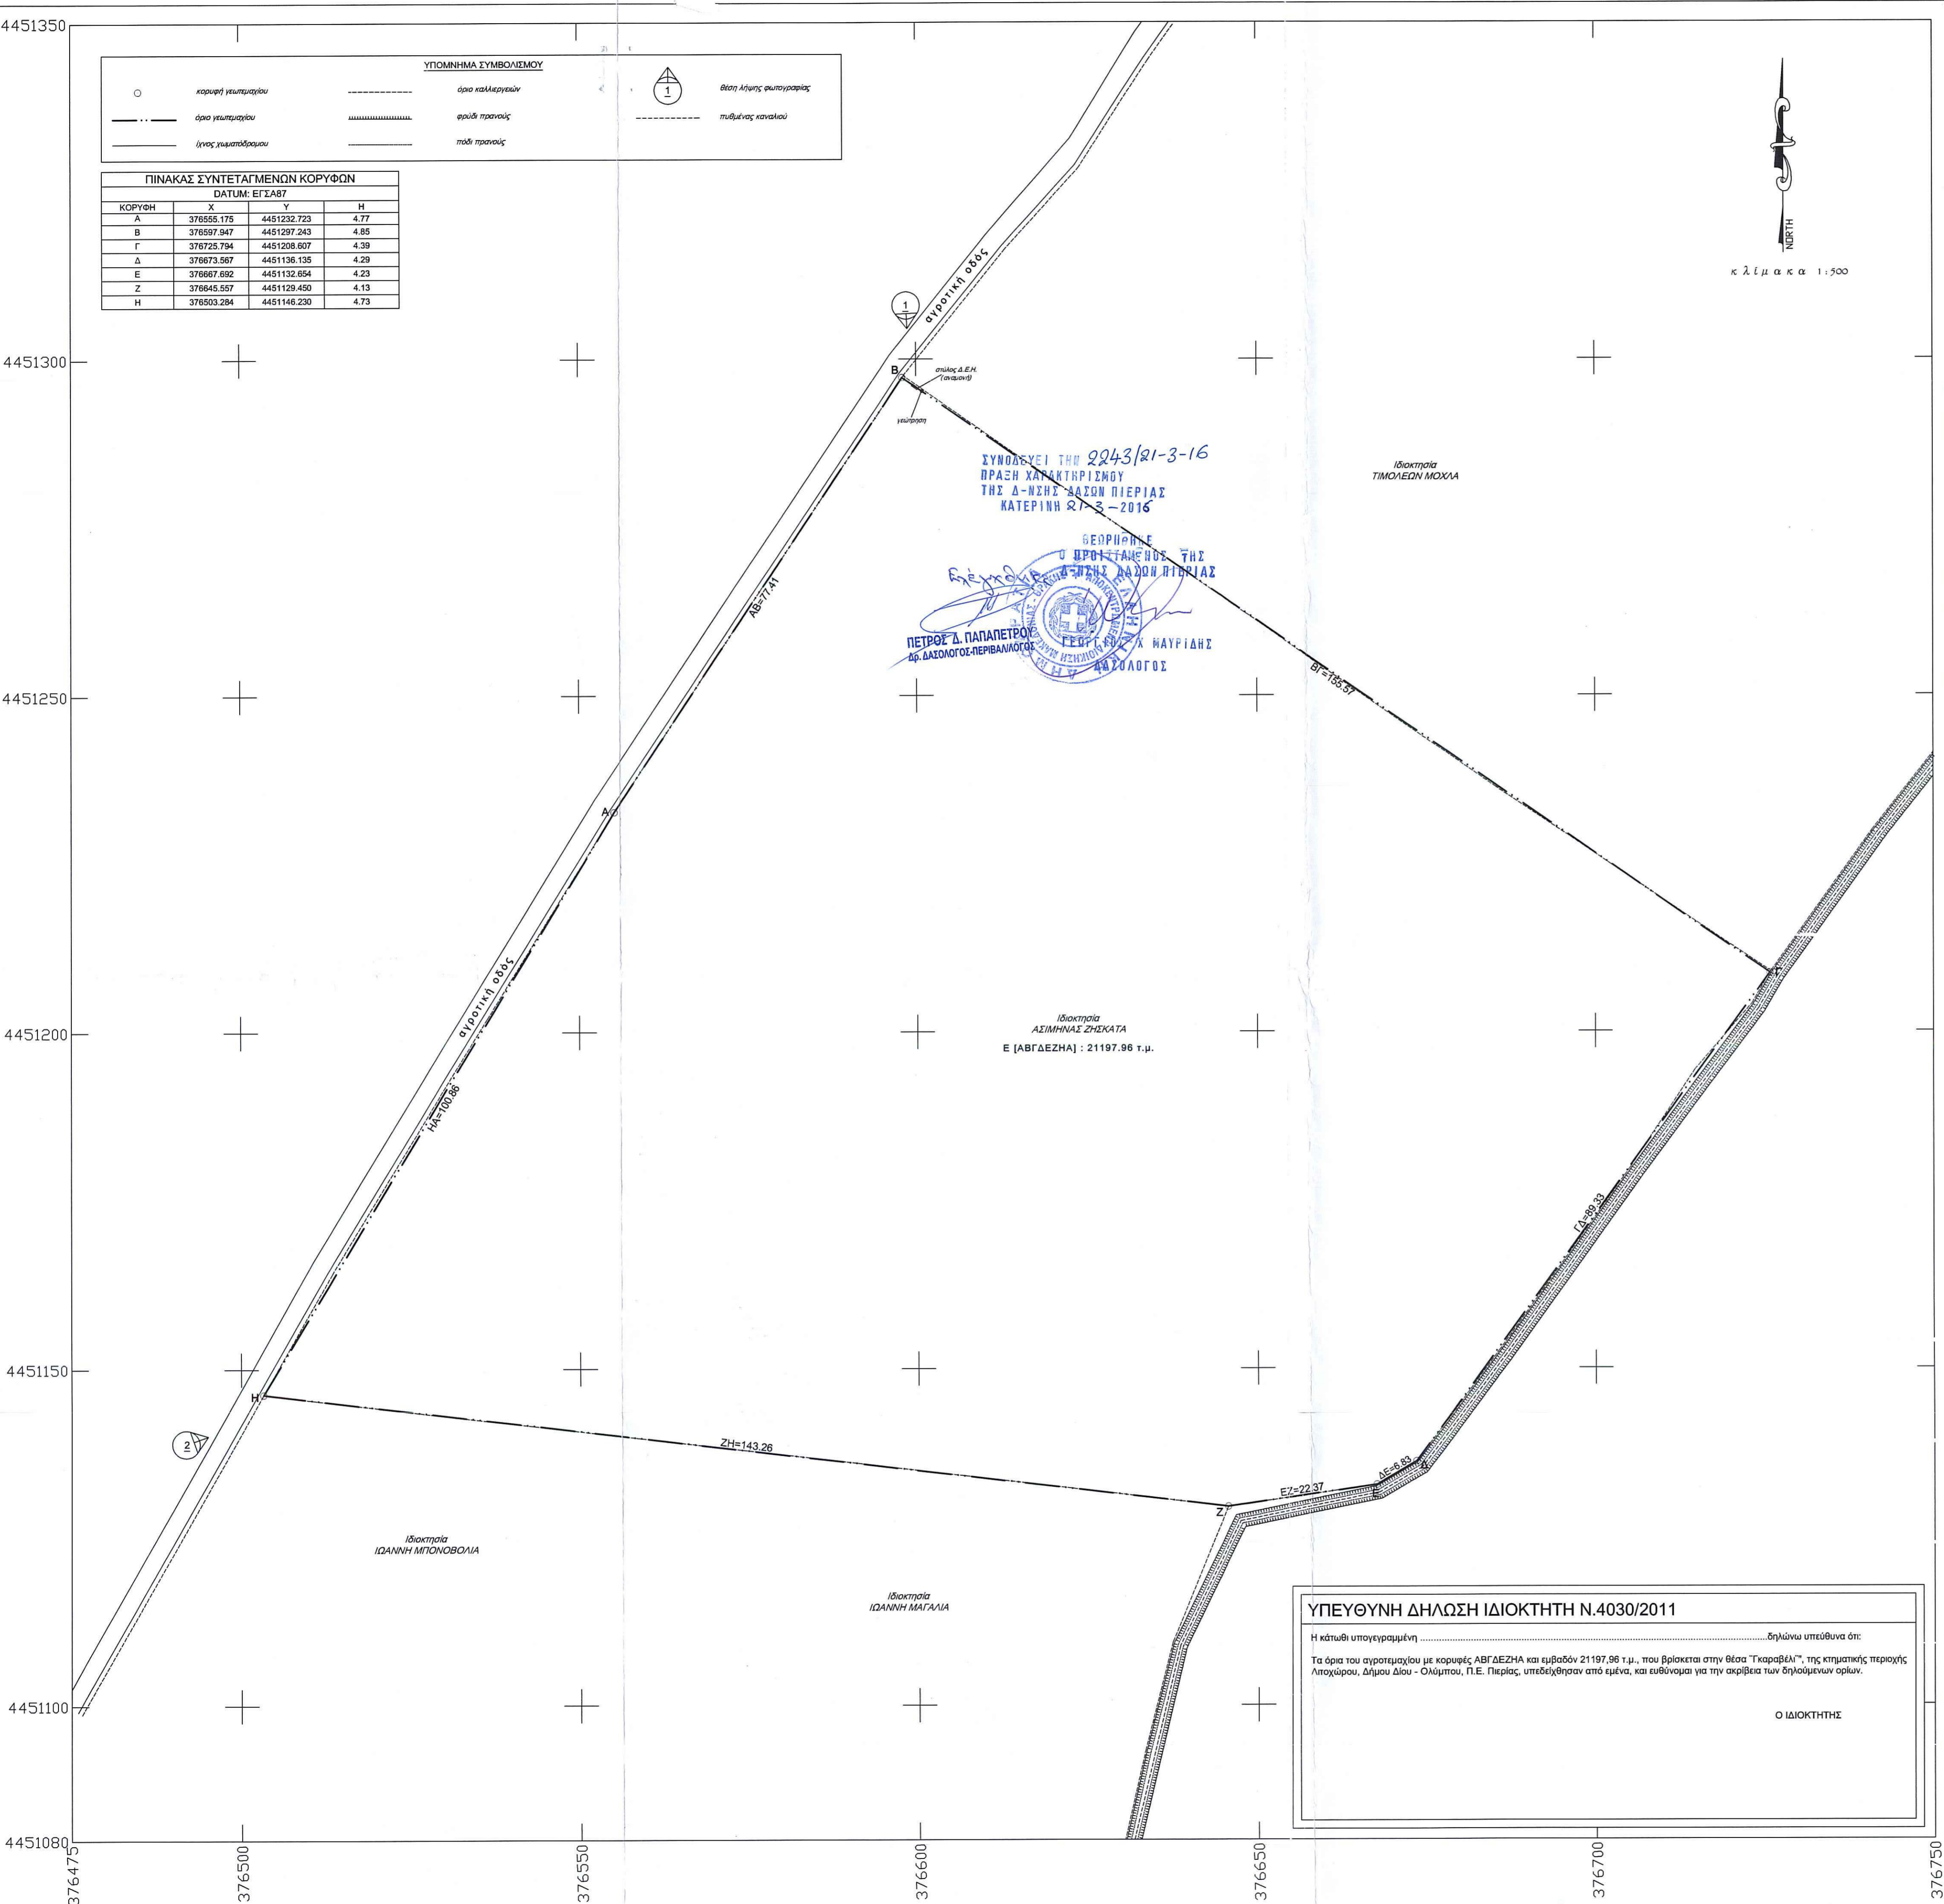 4451350
ΥΠΟΜΝΗΜΑ ΣΥΜΒΟΛΙΣΜΟΥ
κορυφή γεωτεμαχίου
όριο καλλιεργειών
1
θέση λήψης φωτογραφίας
όριο γεωτεμαχίου
φρύδι πρανούς
πυθμένας καναλιού
ίχνος χωματόδρομου
πόδι πρανούς
ΠΙΝΑΚΑΣ ΣΥΝΤΕΤΑΓΜΕΝΩΝ ΚΟΡΥΦΩΝ
DATUM: ΕΓΣΑ87
ΚΟΡΥΦΗ X Y H
Α 376555.175 4451232.723 4.77
Β 376597.947 4451297.243 4.85
Γ 376725.794 4451208.607 4.39
Δ 376673.567 4451136.135 4.29
Ε 376667.692 4451132.654 4.23
Ζ 376645.557 4451129.450 4.13
Η 376503.284 4451146.230 4.73
NORTH
κλίμακα 1:500
αγροτική οδός
1
4451300
Β
στύλος Δ.Ε.Η.
(αναμονή)
γεώτρηση
ΣΥΝΟΔΕΥΕΙ ΤΗΝ 2243/21-3-16
ΠΡΑΞΗ ΧΑΡΑΚΤΗΡΙΣΜΟΥ
ΤΗΣ Δ-ΝΣΗΣ ΔΑΣΩΝ ΠΙΕΡΙΑΣ
ΚΑΤΕΡΙΝΗ 21-3-2016
Ιδιοκτησία
ΤΙΜΟΛΕΩΝ ΜΟΧΛΑ
ΘΕΩΡΗΘΗΚΕ
Ο ΠΡΟΙΣΤΑΜΕΝΟΣ ΤΗΣ
Δ-ΝΣΗΣ ΔΑΣΩΝ ΠΙΕΡΙΑΣ
Ελέγχθηκε
ΠΕΤΡΟΣ Δ. ΠΑΠΑΠΕΤΡΟΥ
Δρ. ΔΑΣΟΛΟΓΟΣ-ΠΕΡΙΒΑΛΛΟΓΟΣ
ΓΕΩΡΓΙΟΣ Χ ΜΑΥΡΙΔΗΣ
ΔΑΣΟΛΟΓΟΣ
ΑΒ=77.41
ΒΓ=155.57
4451250
Α
Γ
αγροτική οδός
4451200
Ιδιοκτησία
ΑΣΙΜΗΝΑΣ ΖΗΣΚΑΤΑ
Ε [ΑΒΓΔΕΖΗΑ] : 21197.96 τ.μ.
ΗΑ=100.86
ΓΔ=89.33
4451150
Η
2
ΖΗ=143.26
ΔΕ=6.83
Δ
ΕΖ=22.37
Ε
Ζ
Ιδιοκτησία
ΙΩΑΝΝΗ ΜΠΟΝΟΒΟΛΙΑ
Ιδιοκτησία
ΙΩΑΝΝΗ ΜΑΓΑΛΙΑ
ΥΠΕΥΘΥΝΗ ΔΗΛΩΣΗ ΙΔΙΟΚΤΗΤΗ Ν.4030/2011
Η κάτωθι υπογεγραμμένη ................................................ δηλώνω υπεύθυνα ότι:
Τα όρια του αγροτεμαχίου με κορυφές ΑΒΓΔΕΖΗΑ και εμβαδόν 21197,96 τ.μ., που βρίσκεται στην θέσα "Γκαραβέλι'", της κτηματικής περιοχής
Λιτοχώρου, Δήμου Δίου - Ολύμπου, Π.Ε. Πιερίας, υπεδείχθησαν από εμένα, και ευθύνομαι για την ακρίβεια των δηλούμενων ορίων.
Ο ΙΔΙΟΚΤΗΤΗΣ
4451100
4451080
376475
376500
376550
376600
376650
376700
376750